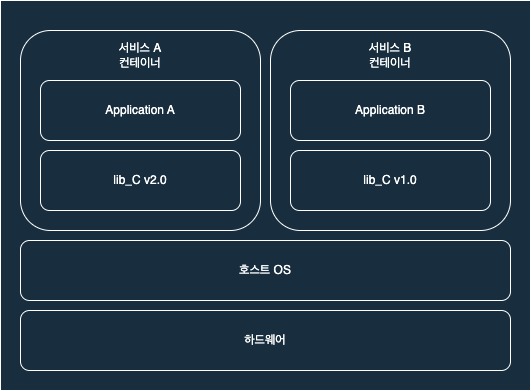 서비스 A
컨테이너
Application A
lib_C v2.0
서비스 B
컨테이너
Application B
lib_C v1.0
호스트 OS
하드웨어